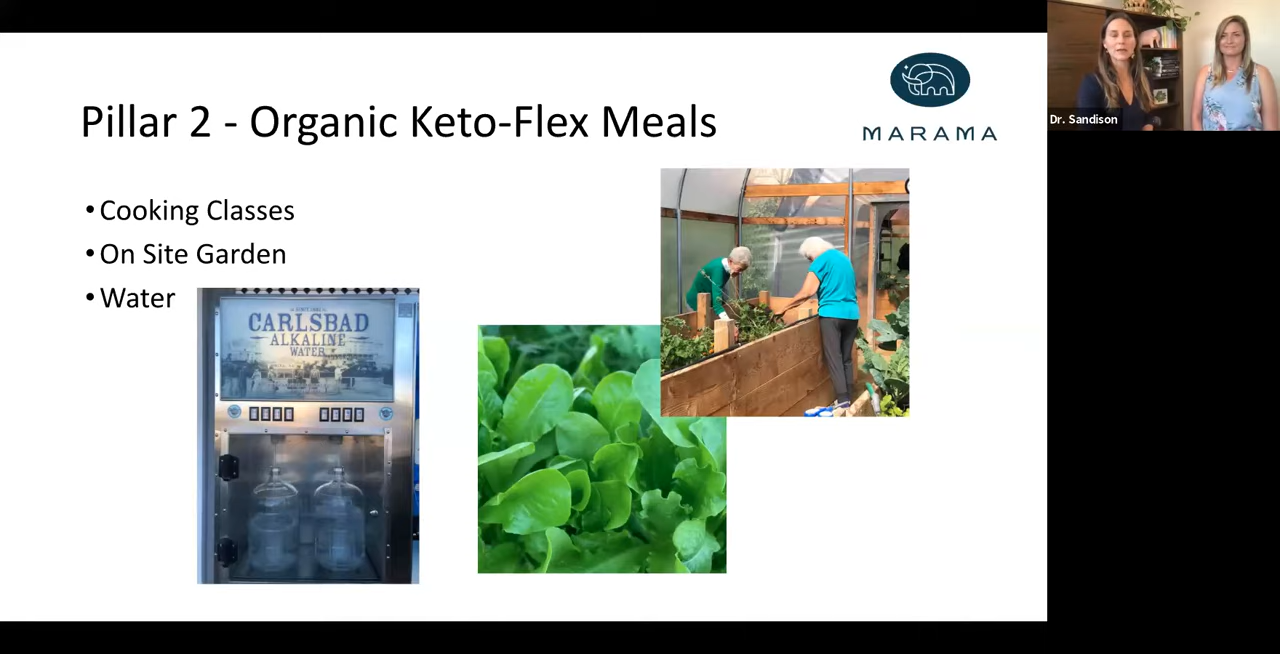 Pillar 2 - Organic Keto-Flex Meals
MARAMA
• Cooking Classes
• On Site Garden
• Water
CARLSBAD
ALKALINE
WATER
Dr. Sandison